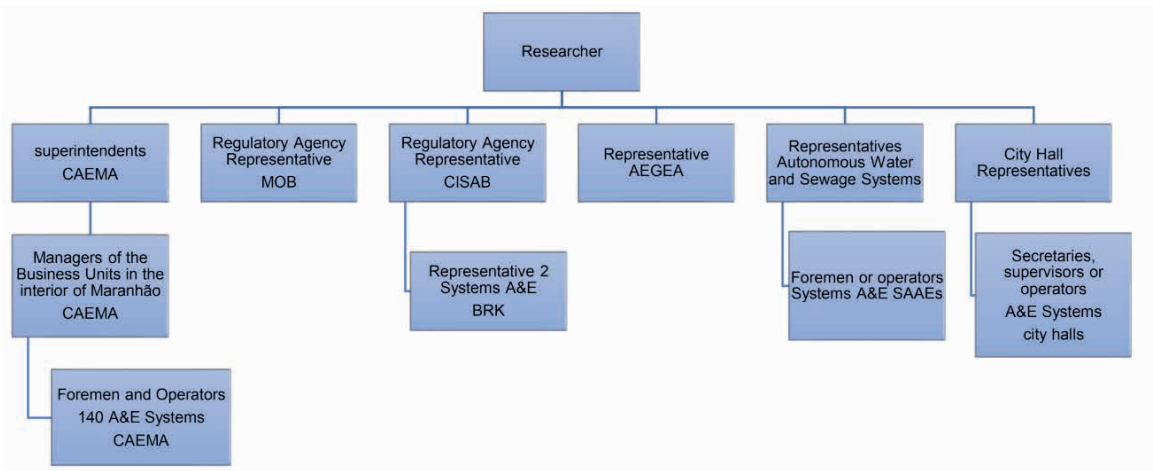 Researcher
superintendents
CAEMA
Regulatory Agency
Representative
MOB
Regulatory Agency
Representative
CISAB
Representative
AEGEA
Representatives
Autonomous Water
and Sewage Systems
City Hall
Representatives
Managers of the
Business Units in the
interior of Maranhão
CAEMA
Representative 2
Systems A&E
BRK
Foremen or operators
Systems A&E SAAEs
Secretaries,
supervisors or
operators
A&E Systems
city halls
Foremen and Operators
140 A&E Systems
CAEMA